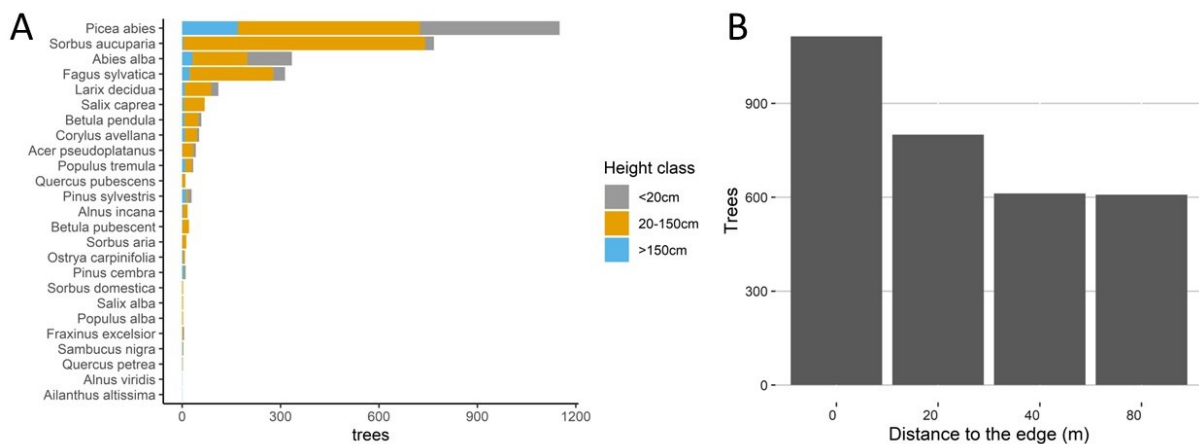 A
Picea abies
Sorbus aucuparia
Abies alba
Fagus sylvatica
Larix decidua
Salix caprea
Betula pendula
Corylus avellana
Acer pseudoplatanus
Populus tremula
Quercus pubescens
Pinus sylvestris
Alnus incana
Betula pubescent
Sorbus aria
Ostrya carpinifolia
Pinus cembra
Sorbus domestica
Salix alba
Populus alba
Fraxinus excelsior
Sambucus nigra
Quercus petrea
Alnus viridis
Ailanthus altissima
0 300 600 900 1200
trees
Height class
<20cm
20-150cm
>150cm
B
Trees
900
600
300
0
0 20 40 80
Distance to the edge (m)